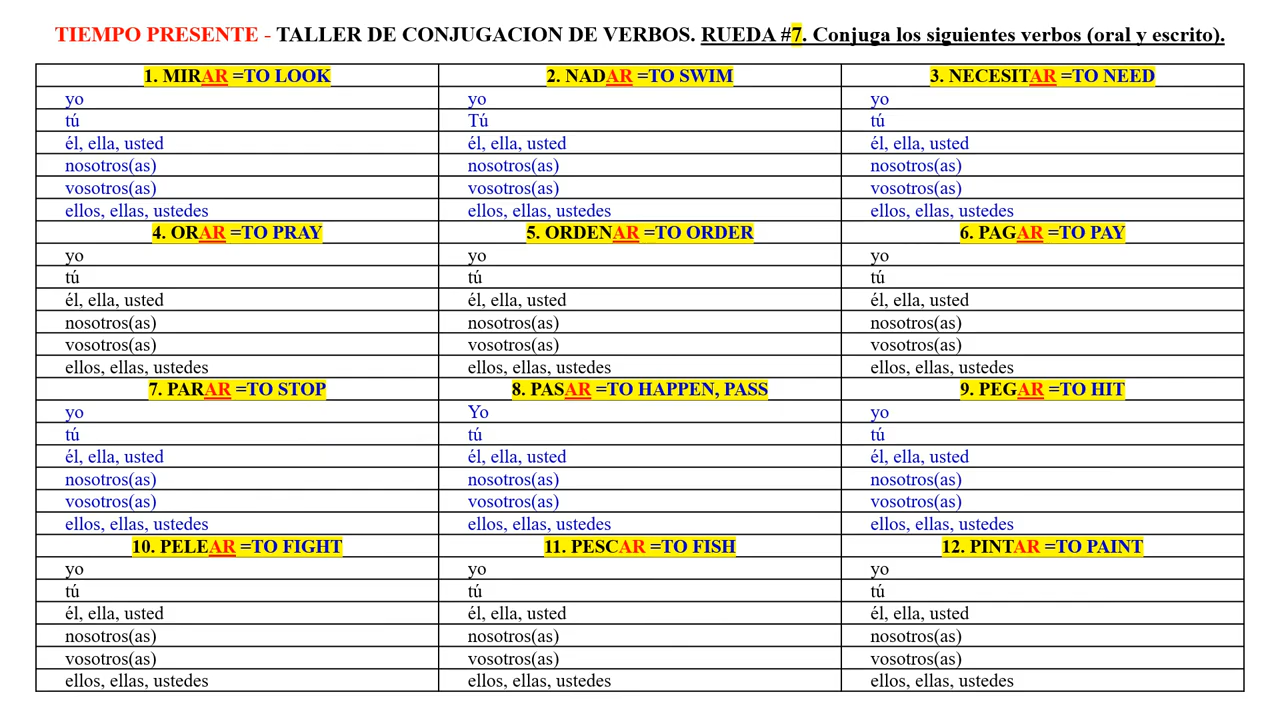 TIEMPO PRESENTE - TALLER DE CONJUGACION DE VERBOS. RUEDA #7. Conjuga los siguientes verbos (oral y escrito).
1. MIRAR =TO LOOK 2. NADAR =TO SWIM 3. NECESITAR =TO NEED
yo yo yo
tú Tú tú
él, ella, usted él, ella, usted él, ella, usted
nosotros(as) nosotros(as) nosotros(as)
vosotros(as) vosotros(as) vosotros(as)
ellos, ellas, ustedes ellos, ellas, ustedes ellos, ellas, ustedes
4. ORAR =TO PRAY 5. ORDENAR =TO ORDER 6. PAGAR =TO PAY
yo yo yo
tú tú tú
él, ella, usted él, ella, usted él, ella, usted
nosotros(as) nosotros(as) nosotros(as)
vosotros(as) vosotros(as) vosotros(as)
ellos, ellas, ustedes ellos, ellas, ustedes ellos, ellas, ustedes
7. PARAR =TO STOP 8. PASAR =TO HAPPEN, PASS 9. PEGAR =TO HIT
yo Yo yo
tú tú tú
él, ella, usted él, ella, usted él, ella, usted
nosotros(as) nosotros(as) nosotros(as)
vosotros(as) vosotros(as) vosotros(as)
ellos, ellas, ustedes ellos, ellas, ustedes ellos, ellas, ustedes
10. PELEAR =TO FIGHT 11. PESCAR =TO FISH 12. PINTAR =TO PAINT
yo yo yo
tú tú tú
él, ella, usted él, ella, usted él, ella, usted
nosotros(as) nosotros(as) nosotros(as)
vosotros(as) vosotros(as) vosotros(as)
ellos, ellas, ustedes ellos, ellas, ustedes ellos, ellas, ustedes